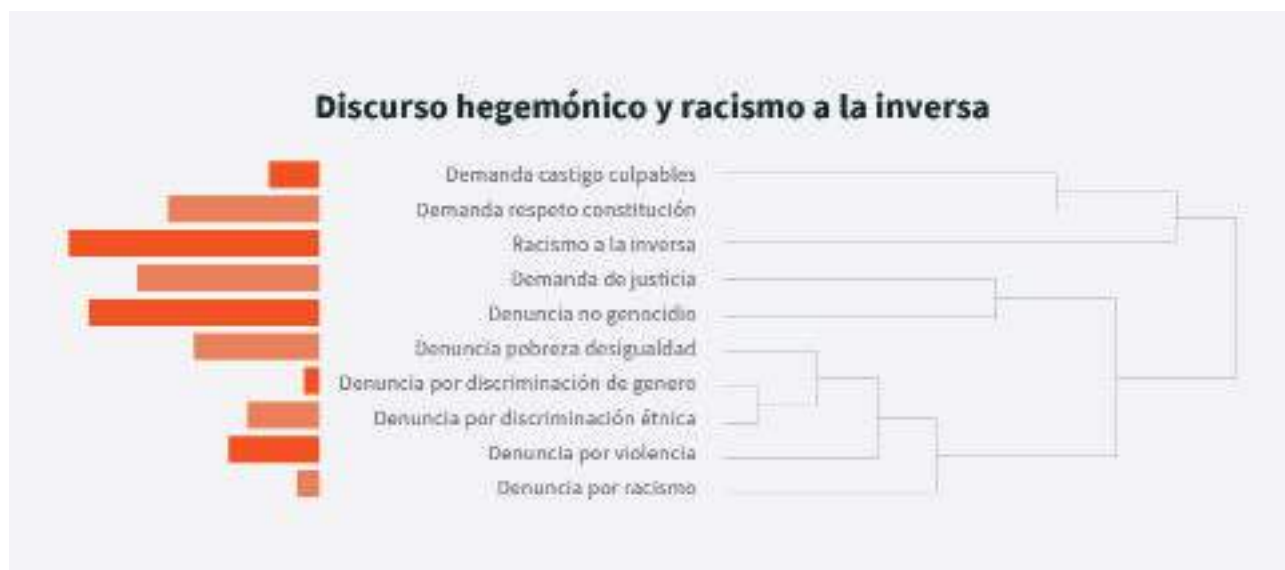 Discurso hegemónico y racismo a la inversa
Demanda castigo culpables
Demanda respeto constitución
Racismo a la inversa
Demanda de justicia
Denuncia no genocidio
Denuncia pobreza desigualdad
Denuncia por discriminación de genero
Denuncia por discriminación étnica
Denuncia por violencia
Denuncia por racismo